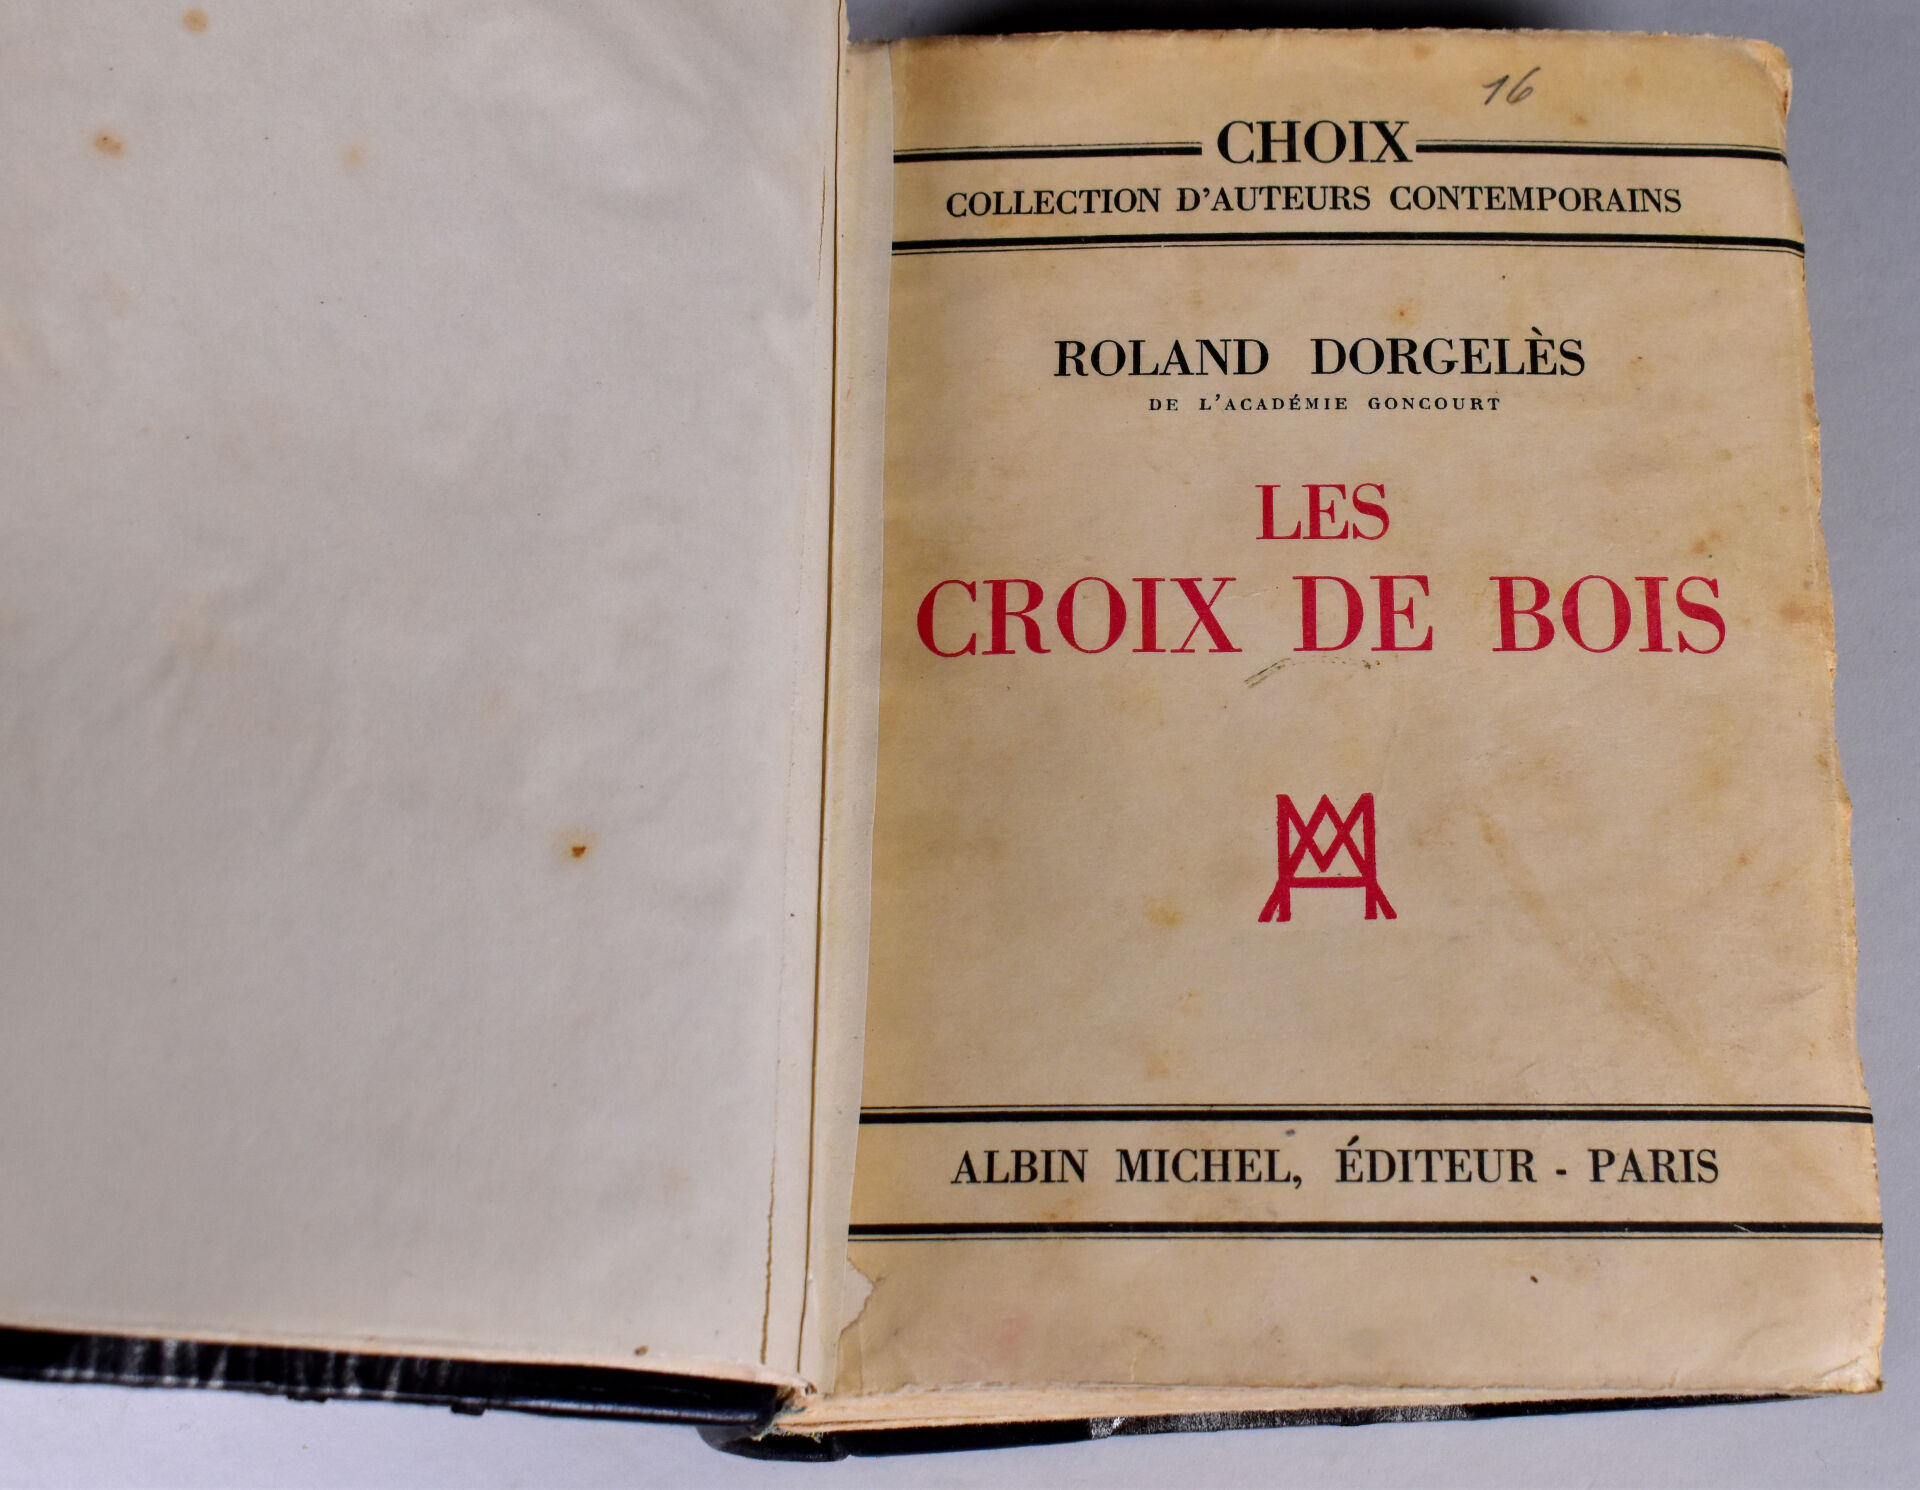 16
CHOIX
COLLECTION D'AUTEURS CONTEMPORAINS
ROLAND DORGELÈS
DE L'ACADÉMIE GONCOURT
LES
CROIX DE BOIS
ALBIN MICHEL, ÉDITEUR - PARIS